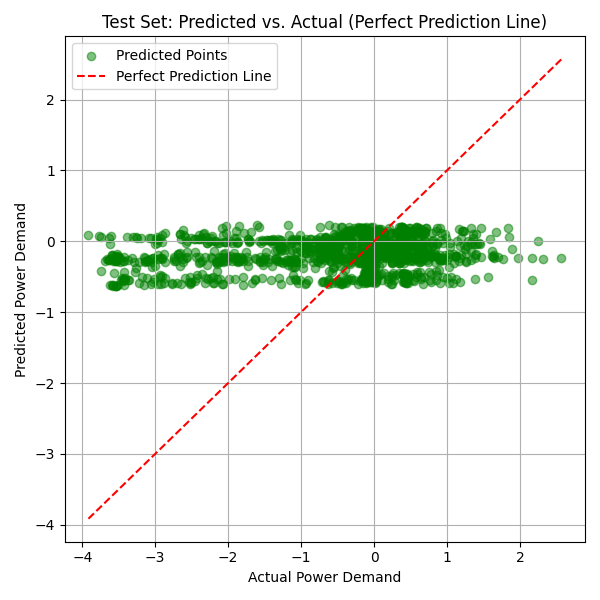 Test Set: Predicted vs. Actual (Perfect Prediction Line)
Predicted Points
Perfect Prediction Line
2
1
0
−1
−2
−3
−4
Predicted Power Demand
−4 −3 −2 −1 0 1 2
Actual Power Demand